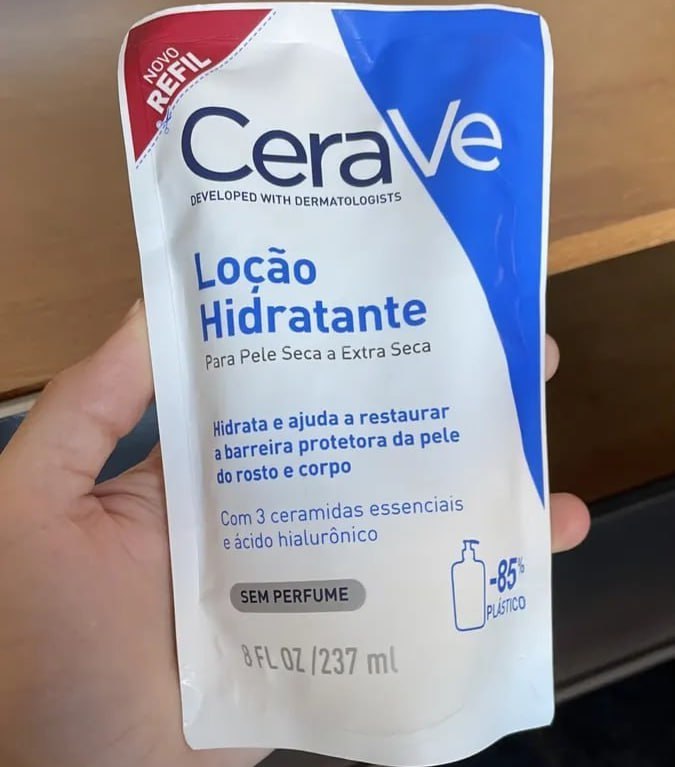 NOVO
REFIL
CeraVe
DEVELOPED WITH DERMATOLOGISTS
Loção
Hidratante
Para Pele Seca a Extra Seca
Hidrata e ajuda a restaurar
a barreira protetora da pele
do rosto e corpo
Com 3 ceramidas essenciais
e ácido hialurônico
SEM PERFUME
-85%
PLÁSTICO
8 FL OZ/237 ml